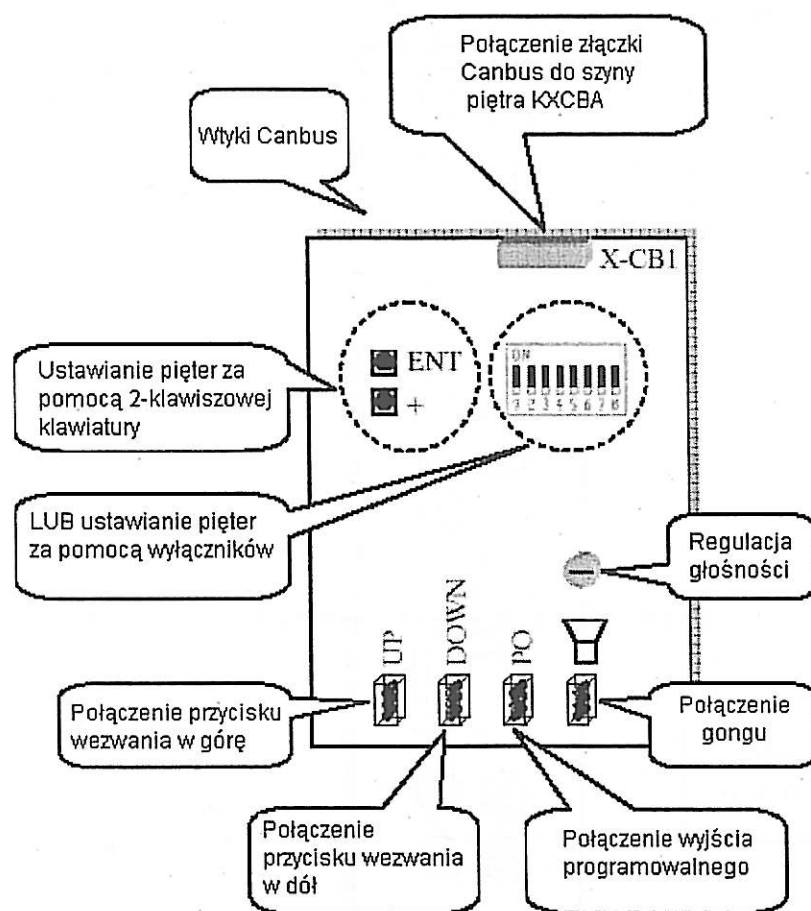 Połączenie złączki
Canbus do szyny
piętra KXCBA
Wtyki Canbus
X-CB1
ENT
+
ON
1 2 3 4 5 6 7 8
Ustawianie pięter za
pomocą 2-klawiszowej
klawiatury
LUB ustawianie pięter
za pomocą wyłączników
Regulacja
głośności
UP
DOWN
PO
Połączenie przycisku
wezwania w górę
Połączenie
gongu
Połączenie
przycisku wezwania
w dół
Połączenie wyjścia
programowalnego